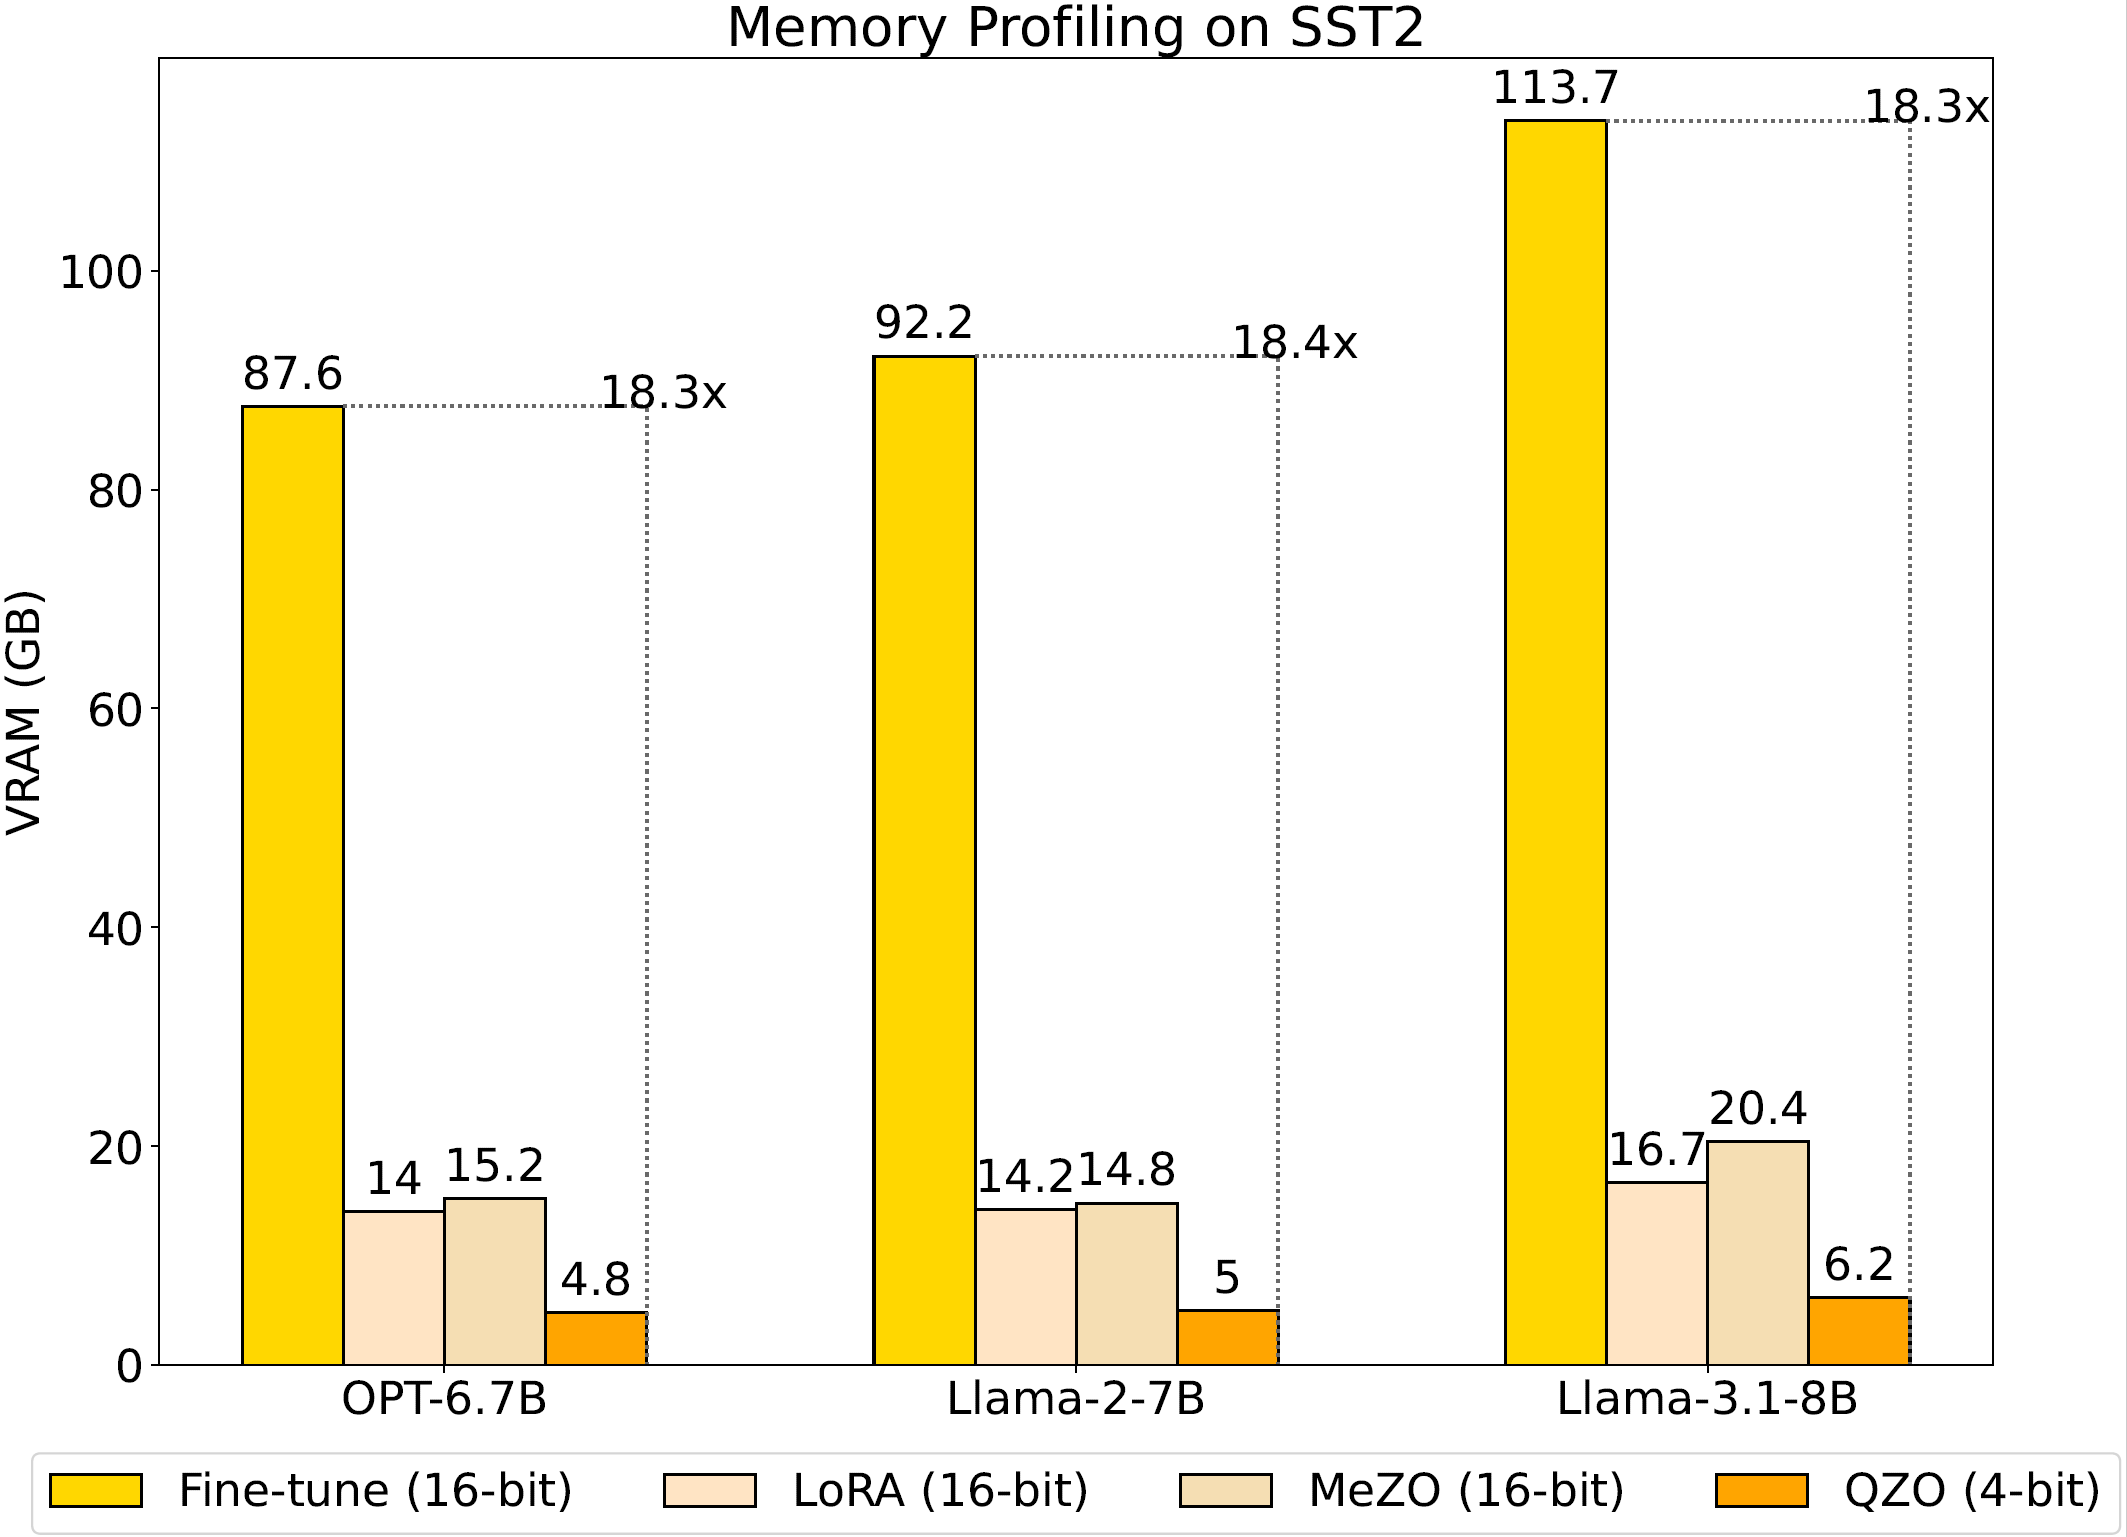 Memory Profiling on SST2
113.7
18.3x
100
92.2
18.4x
87.6
18.3x
80
VRAM (GB)
60
40
20
14
15.2
4.8
14.2
14.8
5
16.7
20.4
6.2
0
OPT-6.7B
Llama-2-7B
Llama-3.1-8B
Fine-tune (16-bit)
LoRA (16-bit)
MeZO (16-bit)
QZO (4-bit)